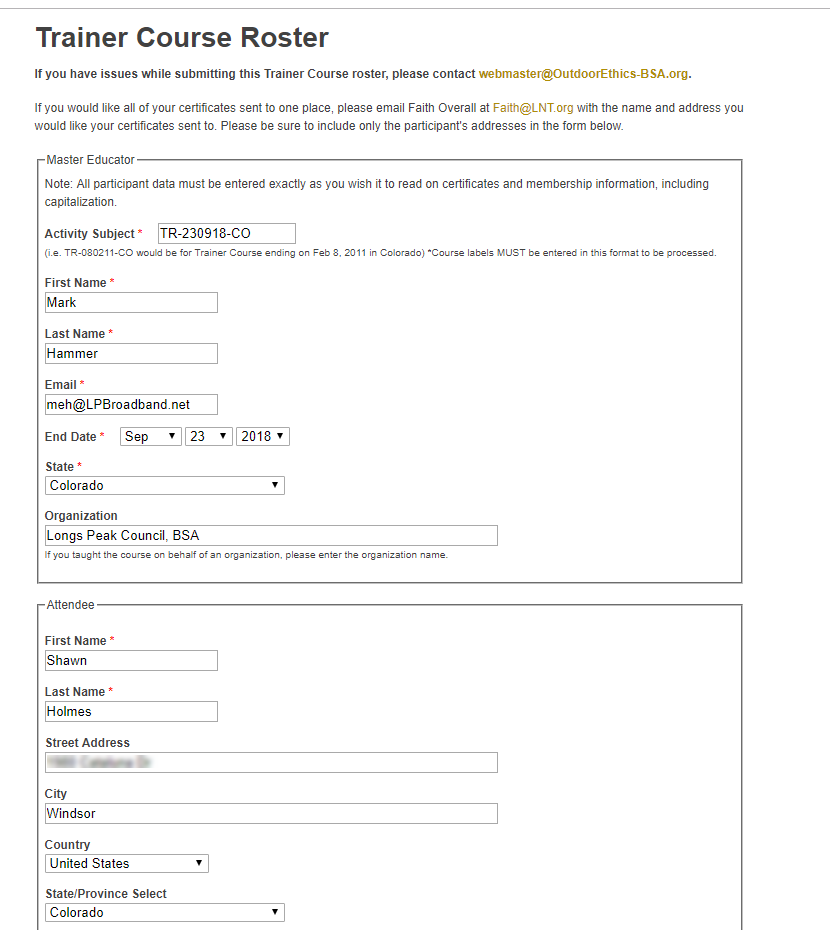 Trainer Course Roster
If you have issues while submitting this Trainer Course roster, please contact webmaster@OutdoorEthics-BSA.org.
If you would like all of your certificates sent to one place, please email Faith Overall at Faith@LNT.org with the name and address you
would like your certificates sent to. Please be sure to include only the participant's addresses in the form below.
Master Educator
Note: All participant data must be entered exactly as you wish it to read on certificates and membership information, including
capitalization.
Activity Subject * TR-230918-CO
(i.e. TR-080211-CO would be for Trainer Course ending on Feb 8, 2011 in Colorado) *Course labels MUST be entered in this format to be processed.
First Name *
Mark
Last Name *
Hammer
Email *
meh@LPBroadband.net
End Date * Sep 23 2018
State *
Colorado
Organization
Longs Peak Council, BSA
If you taught the course on behalf of an organization, please enter the organization name.
Attendee
First Name *
Shawn
Last Name *
Holmes
Street Address
City
Windsor
Country
United States
State/Province Select
Colorado